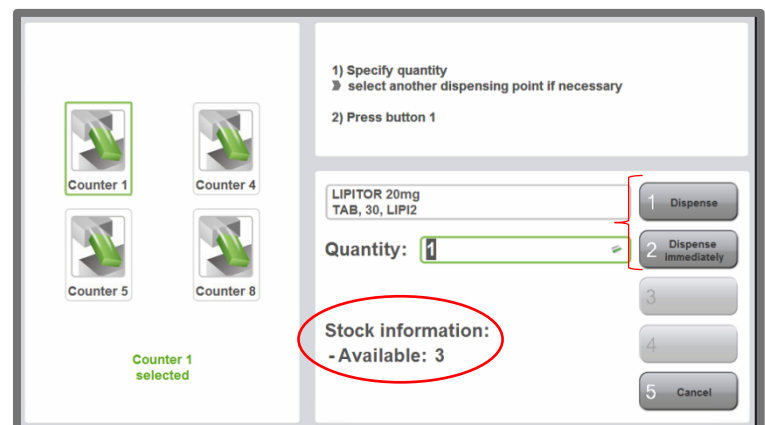 Counter 1
Counter 4
Counter 5
Counter 8
Counter 1
selected
1) Specify quantity
select another dispensing point if necessary
2) Press button 1
LIPITOR 20mg
TAB, 30, LIPI2
Quantity: 1
Stock information:
- Available: 3
1 Dispense
2 Dispense
immediately
3
4
5 Cancel